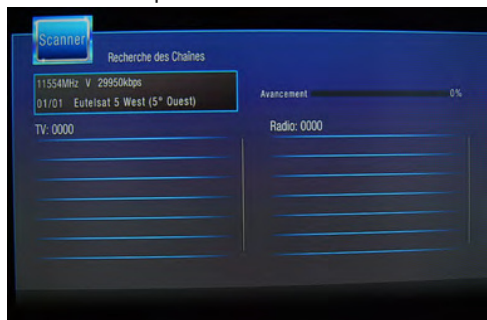 Scanner
Recherche des Chaînes
11554MHz V 29950kbps
01/01 Eutelsat 5 West (5° Ouest)
Avancement 0%
TV: 0000
Radio: 0000